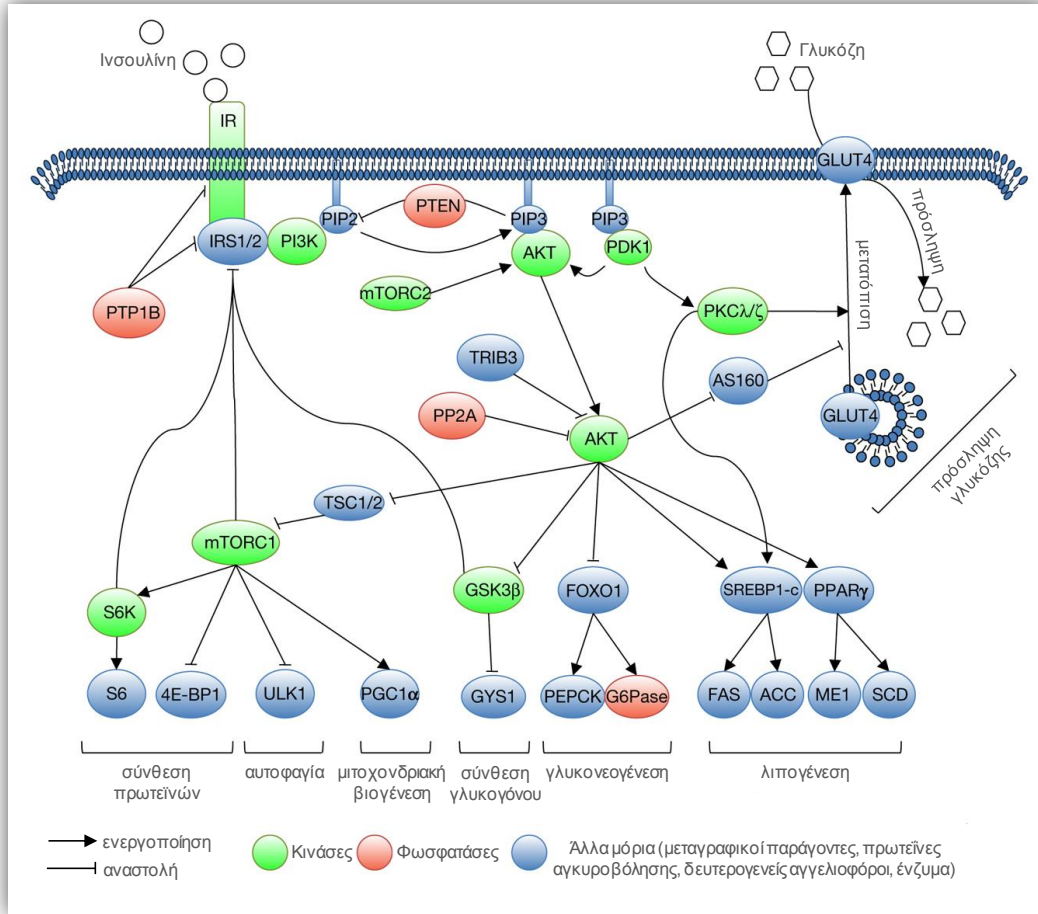 Ινσουλίνη
Γλυκόζη
IR
GLUT4
PIP2
PTEN
PIP3
PIP3
πρόσληψη
IRS1/2
PI3K
AKT
PDK1
μετατόπιση
mTORC2
PTP1B
PKCλ/ζ
TRIB3
AS160
PP2A
AKT
GLUT4
πρόσληψη
γλυκόζης
TSC1/2
mTORC1
S6K
GSK3β
FOXO1
SREBP1-c
PPARγ
S6
4E-BP1
ULK1
PGC1α
GYS1
PEPCK
G6Pase
FAS
ACC
ME1
SCD
σύνθεση
πρωτεϊνών
αυτοφαγία
μιτοχονδριακή
βιογένεση
σύνθεση
γλυκογόνου
γλυκονεογένεση
λιπογένεση
ενεργοποίηση
αναστολή
Κινάσες
Φωσφατάσες
Άλλα μόρια (μεταγραφικοί παράγοντες, πρωτεΐνες
αγκυροβόλησης, δευτερογενείς αγγελιοφόροι, ένζυμα)